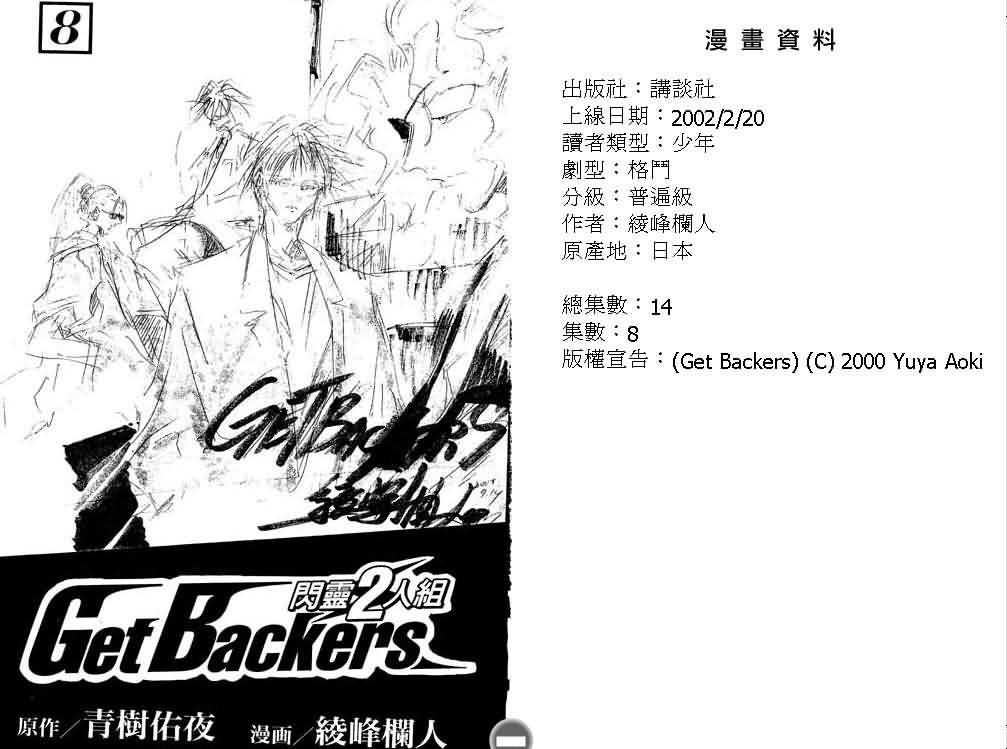 8
GETBACKERS
綾峰欄人
閃靈2人組
Get Backers
原作／青樹佑夜 漫画／綾峰欄人
漫畫資料
出版社：講談社
上線日期：2002/2/20
讀者類型：少年
劇型：格鬥
分級：普遍級
作者：綾峰欄人
原產地：日本
總集數：14
集數：8
版權宣告：(Get Backers) (C) 2000 Yuya Aoki